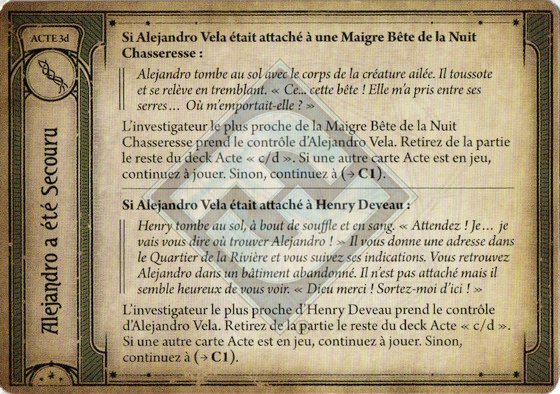 ACTE 3d
Alejandro a été Secouru
Si Alejandro Vela était attaché à une Maigre Bête de la Nuit
Chasseresse :
Alejandro tombe au sol avec le corps de la créature ailée. Il toussote
et se relève en tremblant. « Ce... cette bête ! Elle m'a pris entre ses
serres… Où m'emportait-elle ? »
L'investigateur le plus proche de la Maigre Bête de la Nuit
Chasseresse prend le contrôle d'Alejandro Vela. Retirez de la partie
le reste du deck Acte « c/d ». Si une autre carte Acte est en jeu,
continuez à jouer. Sinon, continuez à (→ C1).
Si Alejandro Vela était attaché à Henry Deveau :
Henry tombe au sol, à bout de souffle et en sang. « Attendez ! Je… je
vais vous dire où trouver Alejandro ! » Il vous donne une adresse dans
le Quartier de la Rivière et vous suivez ses indications. Vous retrouvez
Alejandro dans un bâtiment abandonné. Il n'est pas attaché mais il
semble heureux de vous voir. « Dieu merci ! Sortez-moi d'ici ! »
L'investigateur le plus proche d'Henry Deveau prend le contrôle
d'Alejandro Vela. Retirez de la partie le reste du deck Acte « c/d ».
Si une autre carte Acte est en jeu, continuez à jouer. Sinon,
continuez à (→ C1).